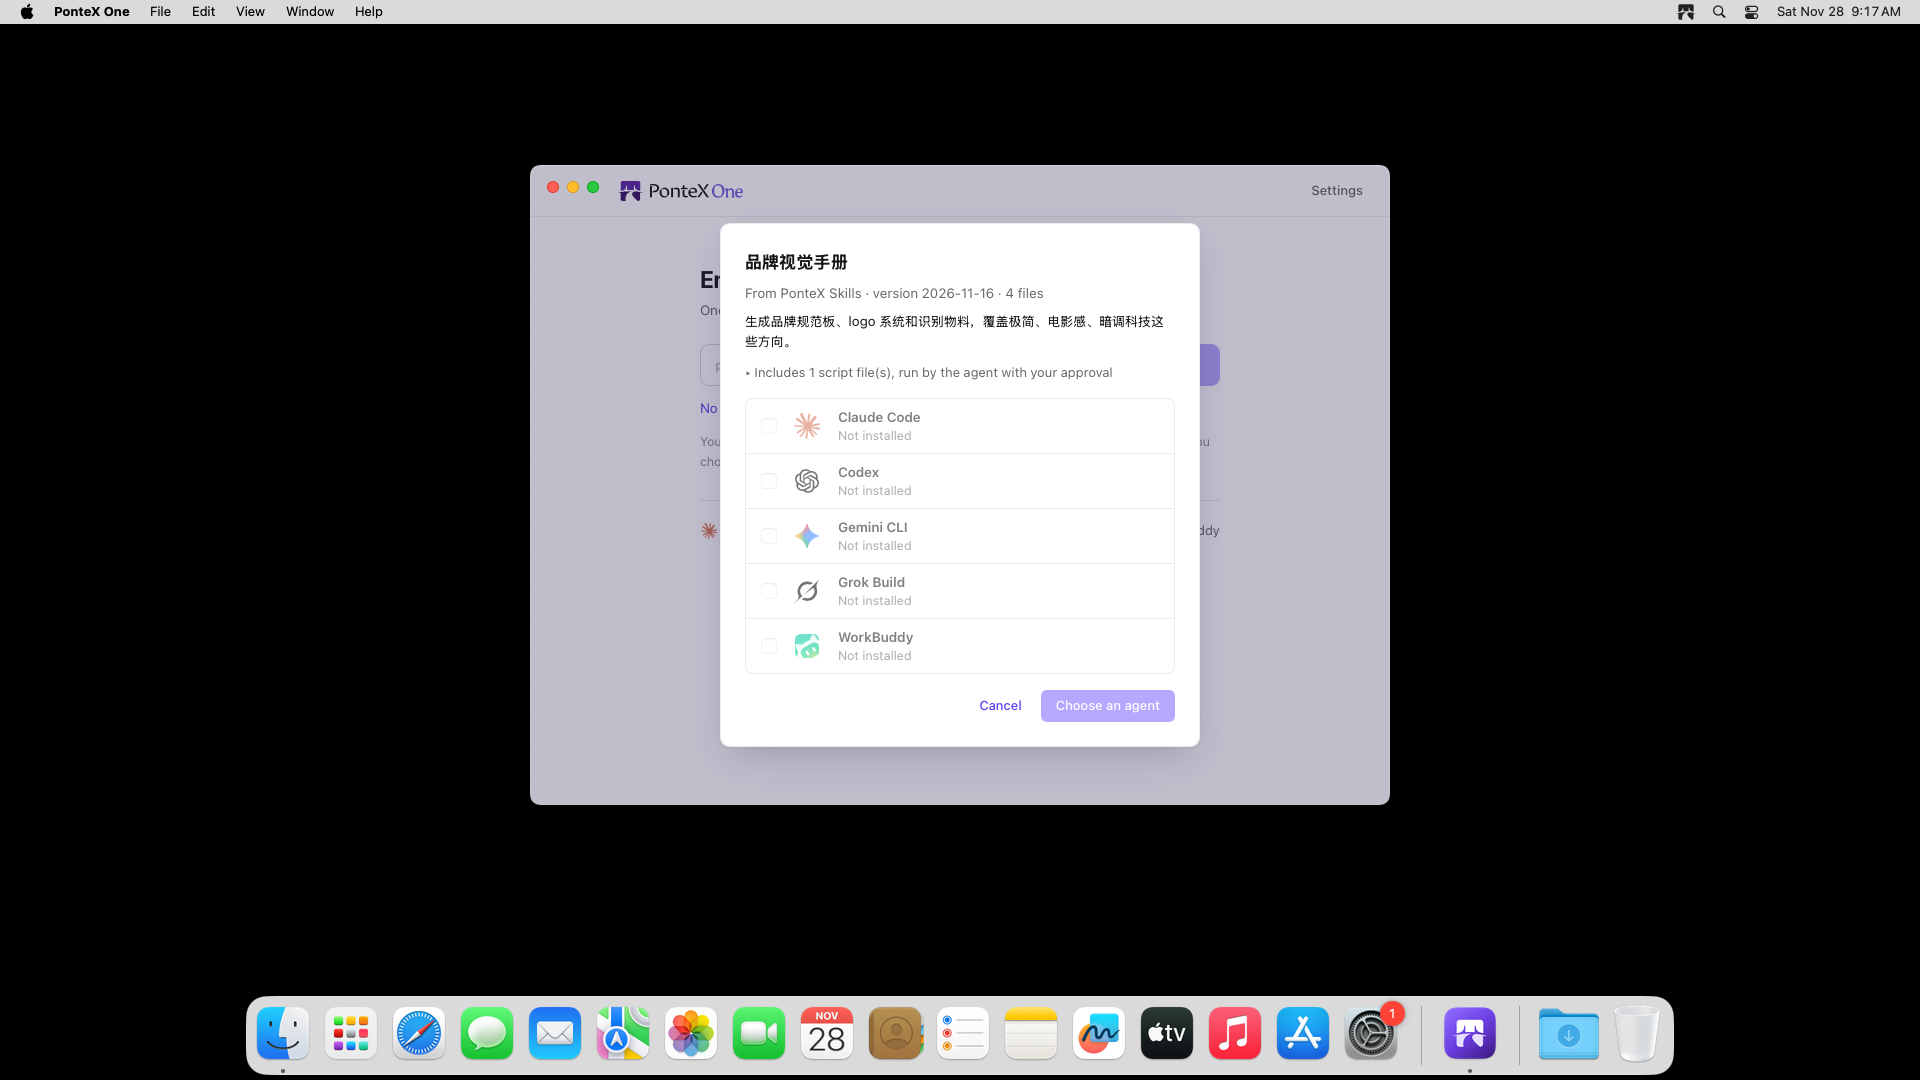 PonteX One File Edit View Window Help
Sat Nov 28 9:17 AM
PonteX One
Settings
品牌视觉手册
From PonteX Skills · version 2026-11-16 · 4 files
生成品牌规范板、logo 系统和识别物料，覆盖极简、电影感、暗调科技这
些方向。
▸ Includes 1 script file(s), run by the agent with your approval
Claude Code
Not installed
Codex
Not installed
Gemini CLI
Not installed
Grok Build
Not installed
WorkBuddy
Not installed
Cancel
Choose an agent
No
NOV
28
tv
1